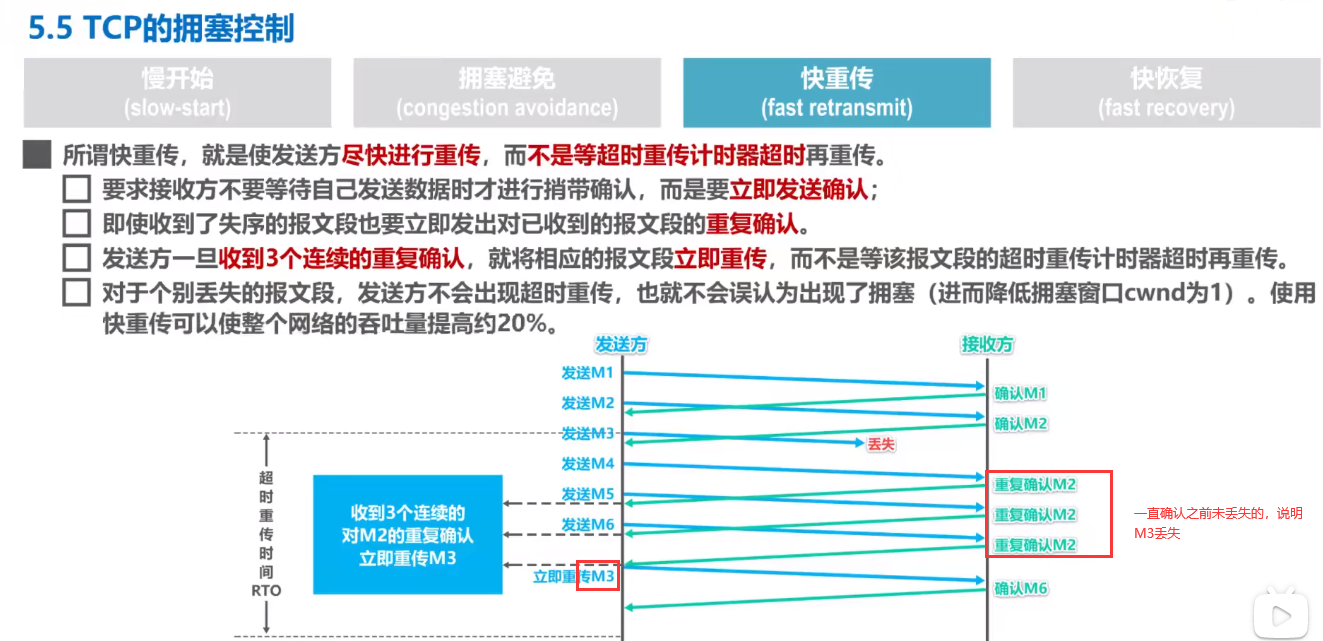 5.5 TCP的拥塞控制
慢开始
(slow-start)
拥塞避免
(congestion avoidance)
快重传
(fast retransmit)
快恢复
(fast recovery)
所谓快重传，就是使发送方尽快进行重传，而不是等超时重传计时器超时再重传。
要求接收方不要等待自己发送数据时才进行捎带确认，而是要立即发送确认；
即使收到了失序的报文段也要立即发出对已收到的报文段的重复确认。
发送方一旦收到3个连续的重复确认，就将相应的报文段立即重传，而不是等该报文段的超时重传计时器超时再重传。
对于个别丢失的报文段，发送方不会出现超时重传，也就不会误认为出现了拥塞（进而降低拥塞窗口cwnd为1）。使用
快重传可以使整个网络的吞吐量提高约20%。
发送方
接收方
发送M1
确认M1
发送M2
确认M2
发送M3
丢失
发送M4
重复确认M2
发送M5
重复确认M2
发送M6
重复确认M2
立即重传M3
确认M6
超
时
重
传
时
间
RTO
收到3个连续的
对M2的重复确认
立即重传M3
一直确认之前未丢失的，说明
M3丢失